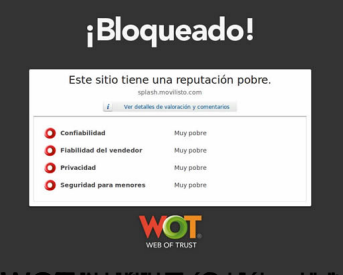 ¡Bloqueado!
Este sitio tiene una reputación pobre.
splash.movilisto.com
i Ver detalles de valoración y comentarios
Confiabilidad Muy pobre
Fiabilidad del vendedor Muy pobre
Privacidad Muy pobre
Seguridad para menores Muy pobre
WOT
WEB OF TRUST